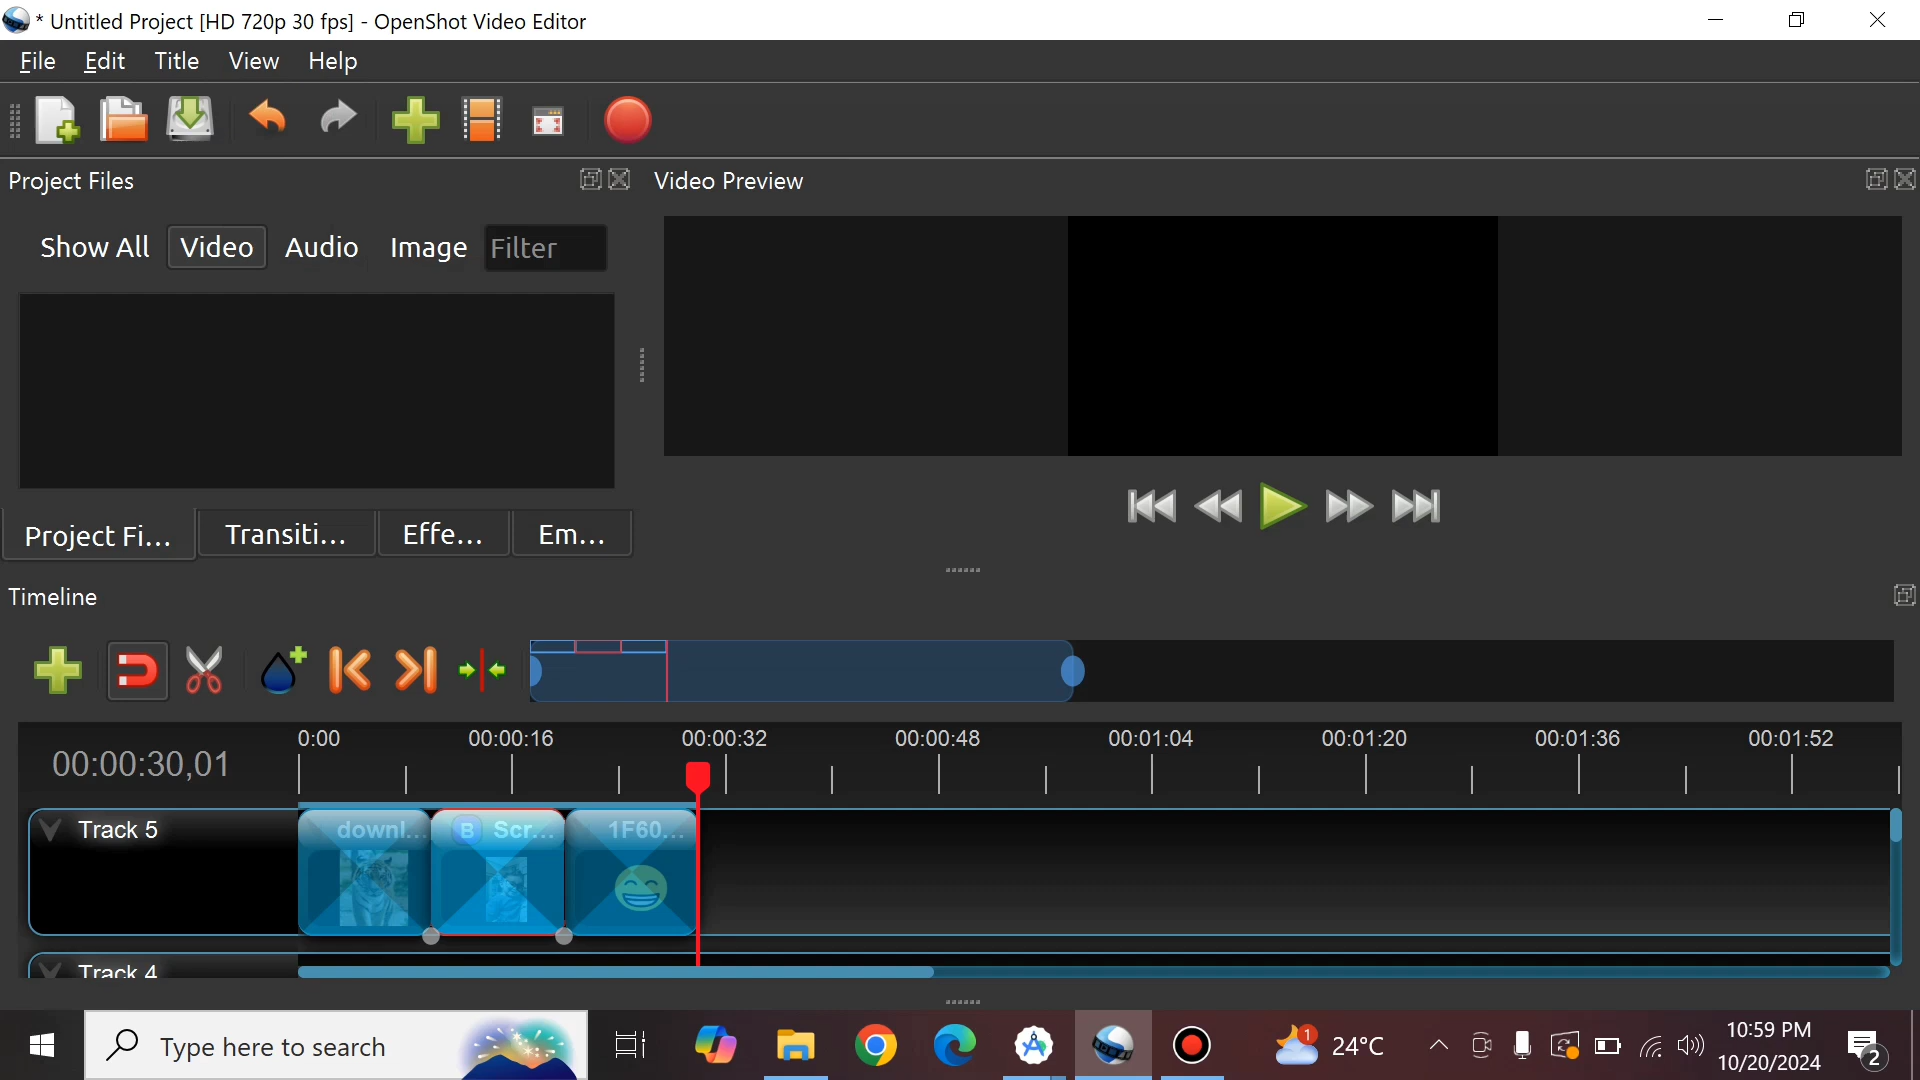 * Untitled Project [HD 720p 30 fps] - OpenShot Video Editor
File Edit Title View Help
Project Files
Video Preview
Show All Video Audio Image Filter
Project Fi... Transiti... Effe... Em...
Timeline
00:00:30,01
0:00 00:00:16 00:00:32 00:00:48 00:01:04 00:01:20 00:01:36 00:01:52
Track 5
downl... B Scr... 1F60...
Track 4
Type here to search
1 24°C
10:59 PM
10/20/2024
2